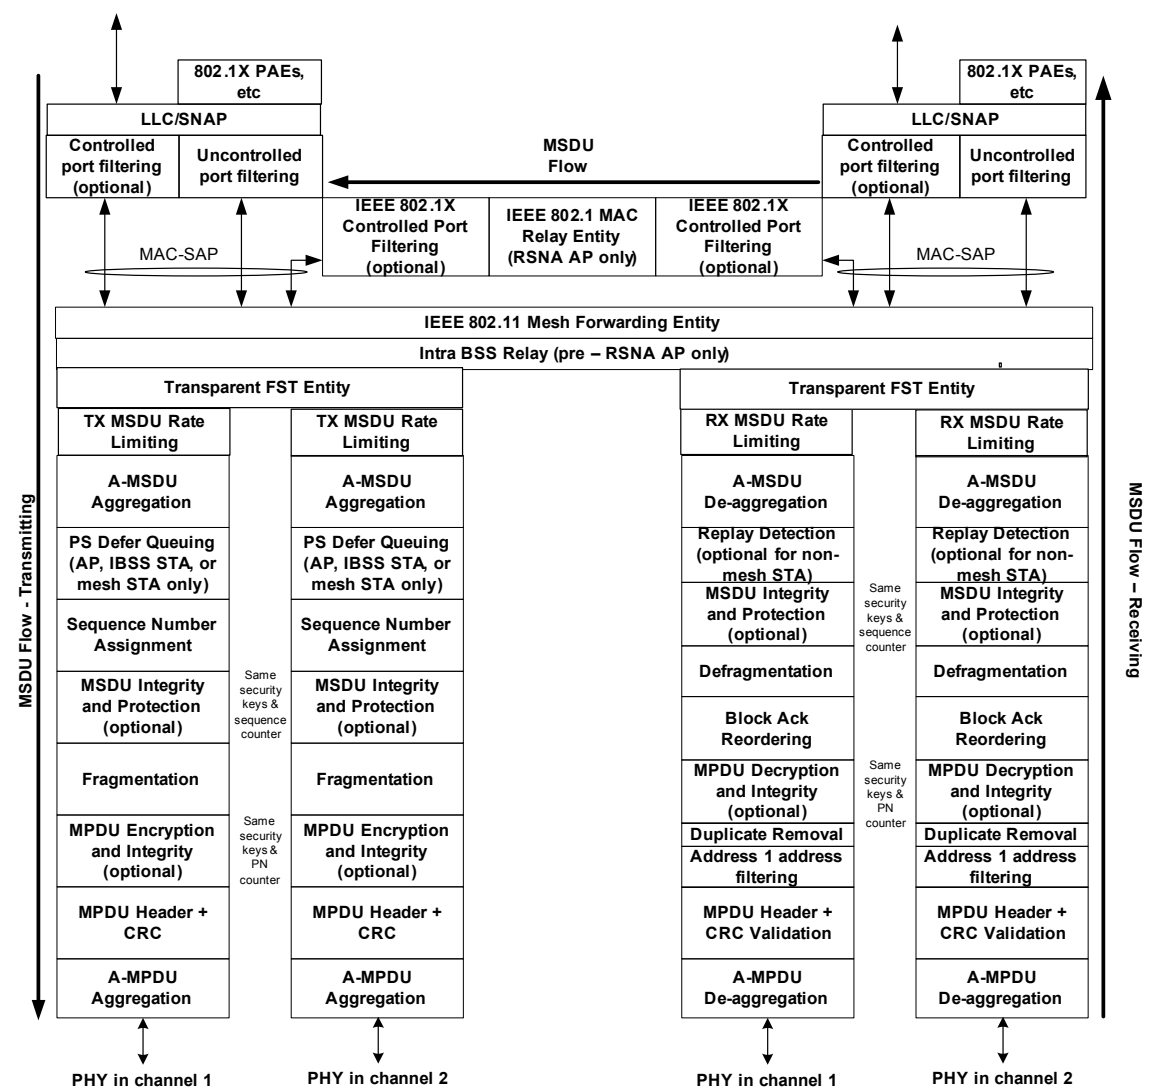 802.1X PAEs,
etc
LLC/SNAP
Controlled
port filtering
(optional)
Uncontrolled
port filtering
MSDU
Flow
802.1X PAEs,
etc
LLC/SNAP
Controlled
port filtering
(optional)
Uncontrolled
port filtering
IEEE 802.1X
Controlled Port
Filtering
(optional)
IEEE 802.1 MAC
Relay Entity
(RSNA AP only)
IEEE 802.1X
Controlled Port
Filtering
(optional)
MAC-SAP
MAC-SAP
IEEE 802.11 Mesh Forwarding Entity
Intra BSS Relay (pre – RSNA AP only)
Transparent FST Entity
Transparent FST Entity
MSDU Flow - Transmitting
TX MSDU Rate
Limiting
A-MSDU
Aggregation
PS Defer Queuing
(AP, IBSS STA, or
mesh STA only)
Sequence Number
Assignment
MSDU Integrity
and Protection
(optional)
Fragmentation
MPDU Encryption
and Integrity
(optional)
MPDU Header +
CRC
A-MPDU
Aggregation
PHY in channel 1
Same
security
keys &
sequence
counter
Same
security
keys &
PN
counter
TX MSDU Rate
Limiting
A-MSDU
Aggregation
PS Defer Queuing
(AP, IBSS STA, or
mesh STA only)
Sequence Number
Assignment
MSDU Integrity
and Protection
(optional)
Fragmentation
MPDU Encryption
and Integrity
(optional)
MPDU Header +
CRC
A-MPDU
Aggregation
PHY in channel 2
RX MSDU Rate
Limiting
A-MSDU
De-aggregation
Replay Detection
(optional for non-
mesh STA)
MSDU Integrity
and Protection
(optional)
Defragmentation
Block Ack
Reordering
MPDU Decryption
and Integrity
(optional)
Duplicate Removal
Address 1 address
filtering
MPDU Header +
CRC Validation
A-MPDU
De-aggregation
PHY in channel 1
Same
security
keys &
sequence
counter
Same
security
keys &
PN
counter
RX MSDU Rate
Limiting
A-MSDU
De-aggregation
Replay Detection
(optional for non-
mesh STA)
MSDU Integrity
and Protection
(optional)
Defragmentation
Block Ack
Reordering
MPDU Decryption
and Integrity
(optional)
Duplicate Removal
Address 1 address
filtering
MPDU Header +
CRC Validation
A-MPDU
De-aggregation
PHY in channel 2
MSDU Flow – Receiving